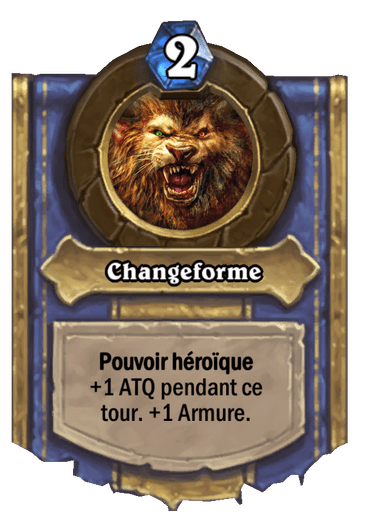 2
Changeforme
Pouvoir héroïque
+1 ATQ pendant ce
tour. +1 Armure.